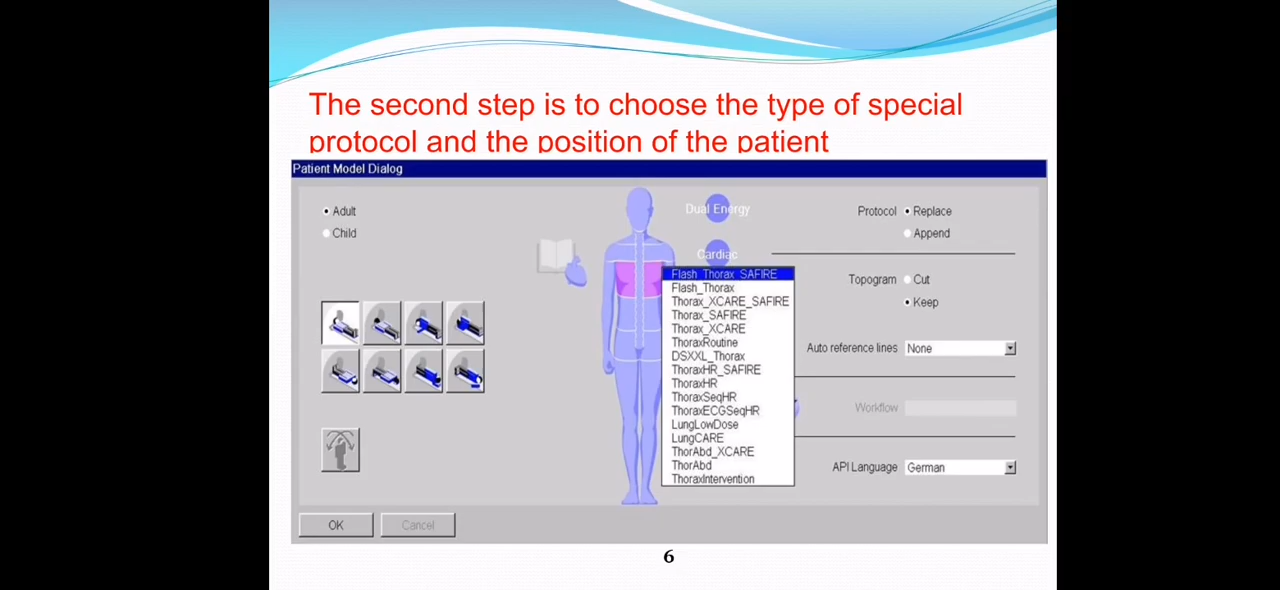 The second step is to choose the type of special
protocol and the position of the patient
Patient Model Dialog
Adult
Child
Dual Energy
Cardiac
Flash_Thorax_SAFIRE
Flash_Thorax
Thorax_XCARE_SAFIRE
Thorax_SAFIRE
Thorax_XCARE
ThoraxRoutine
DSXXL_Thorax
ThoraxHR_SAFIRE
ThoraxHR
ThoraxSeqHR
ThoraxECGSeqHR
LungLowDose
LungCARE
ThorAbd_XCARE
ThorAbd
ThoraxIntervention
Protocol Replace
Append
Topogram Cut
Keep
Auto reference lines None
Workflow
API Language German
OK Cancel
6